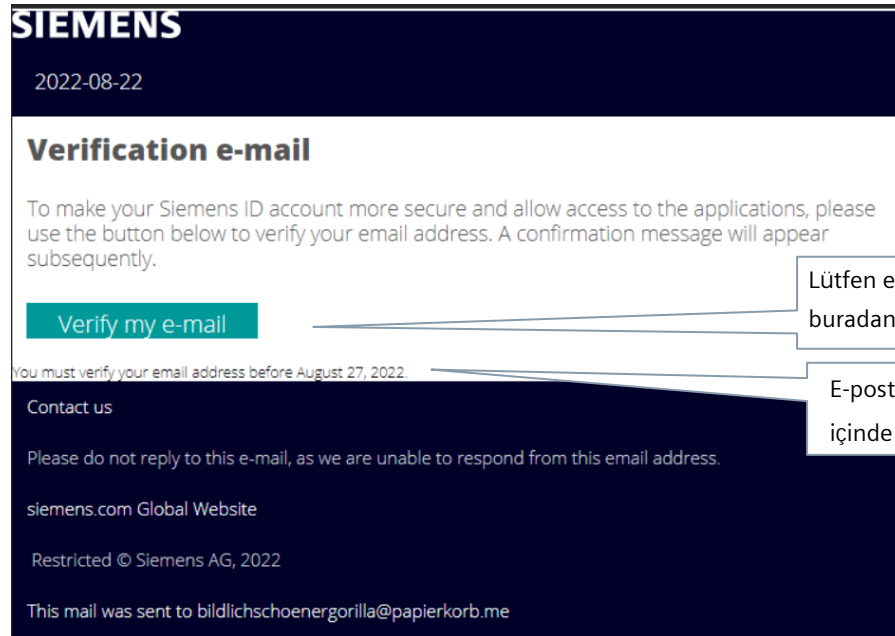 SIEMENS
2022-08-22
Verification e-mail
To make your Siemens ID account more secure and allow access to the applications, please
use the button below to verify your email address. A confirmation message will appear
subsequently.
Lütfen e
buradan
Verify my e-mail
You must verify your email address before August 27, 2022.
E-post
içinde
Contact us
Please do not reply to this e-mail, as we are unable to respond from this email address.
siemens.com Global Website
Restricted © Siemens AG, 2022
This mail was sent to bildlichschoenergorilla@papierkorb.me